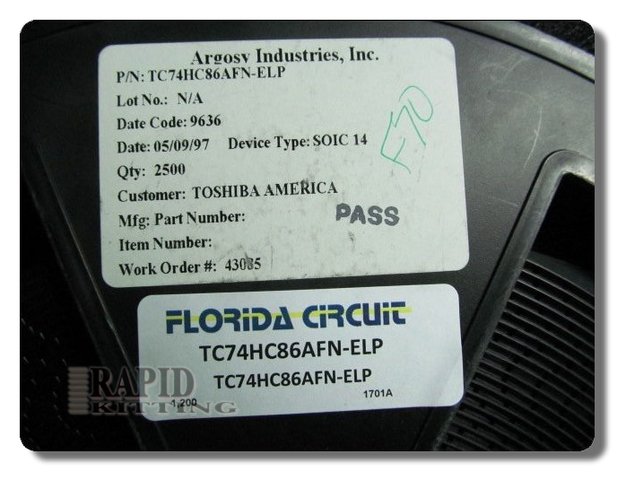 Argosy Industries, Inc.
P/N: TC74HC86AFN-ELP
Lot No.: N/A
Date Code: 9636
Date: 05/09/97 Device Type: SOIC 14
Qty: 2500
Customer: TOSHIBA AMERICA
Mfg: Part Number:
PASS
Item Number:
Work Order #: 43085
F70
FLORIDA CIRCUIT
TC74HC86AFN-ELP
TC74HC86AFN-ELP
1,200 1701A
RAPID
KITTING